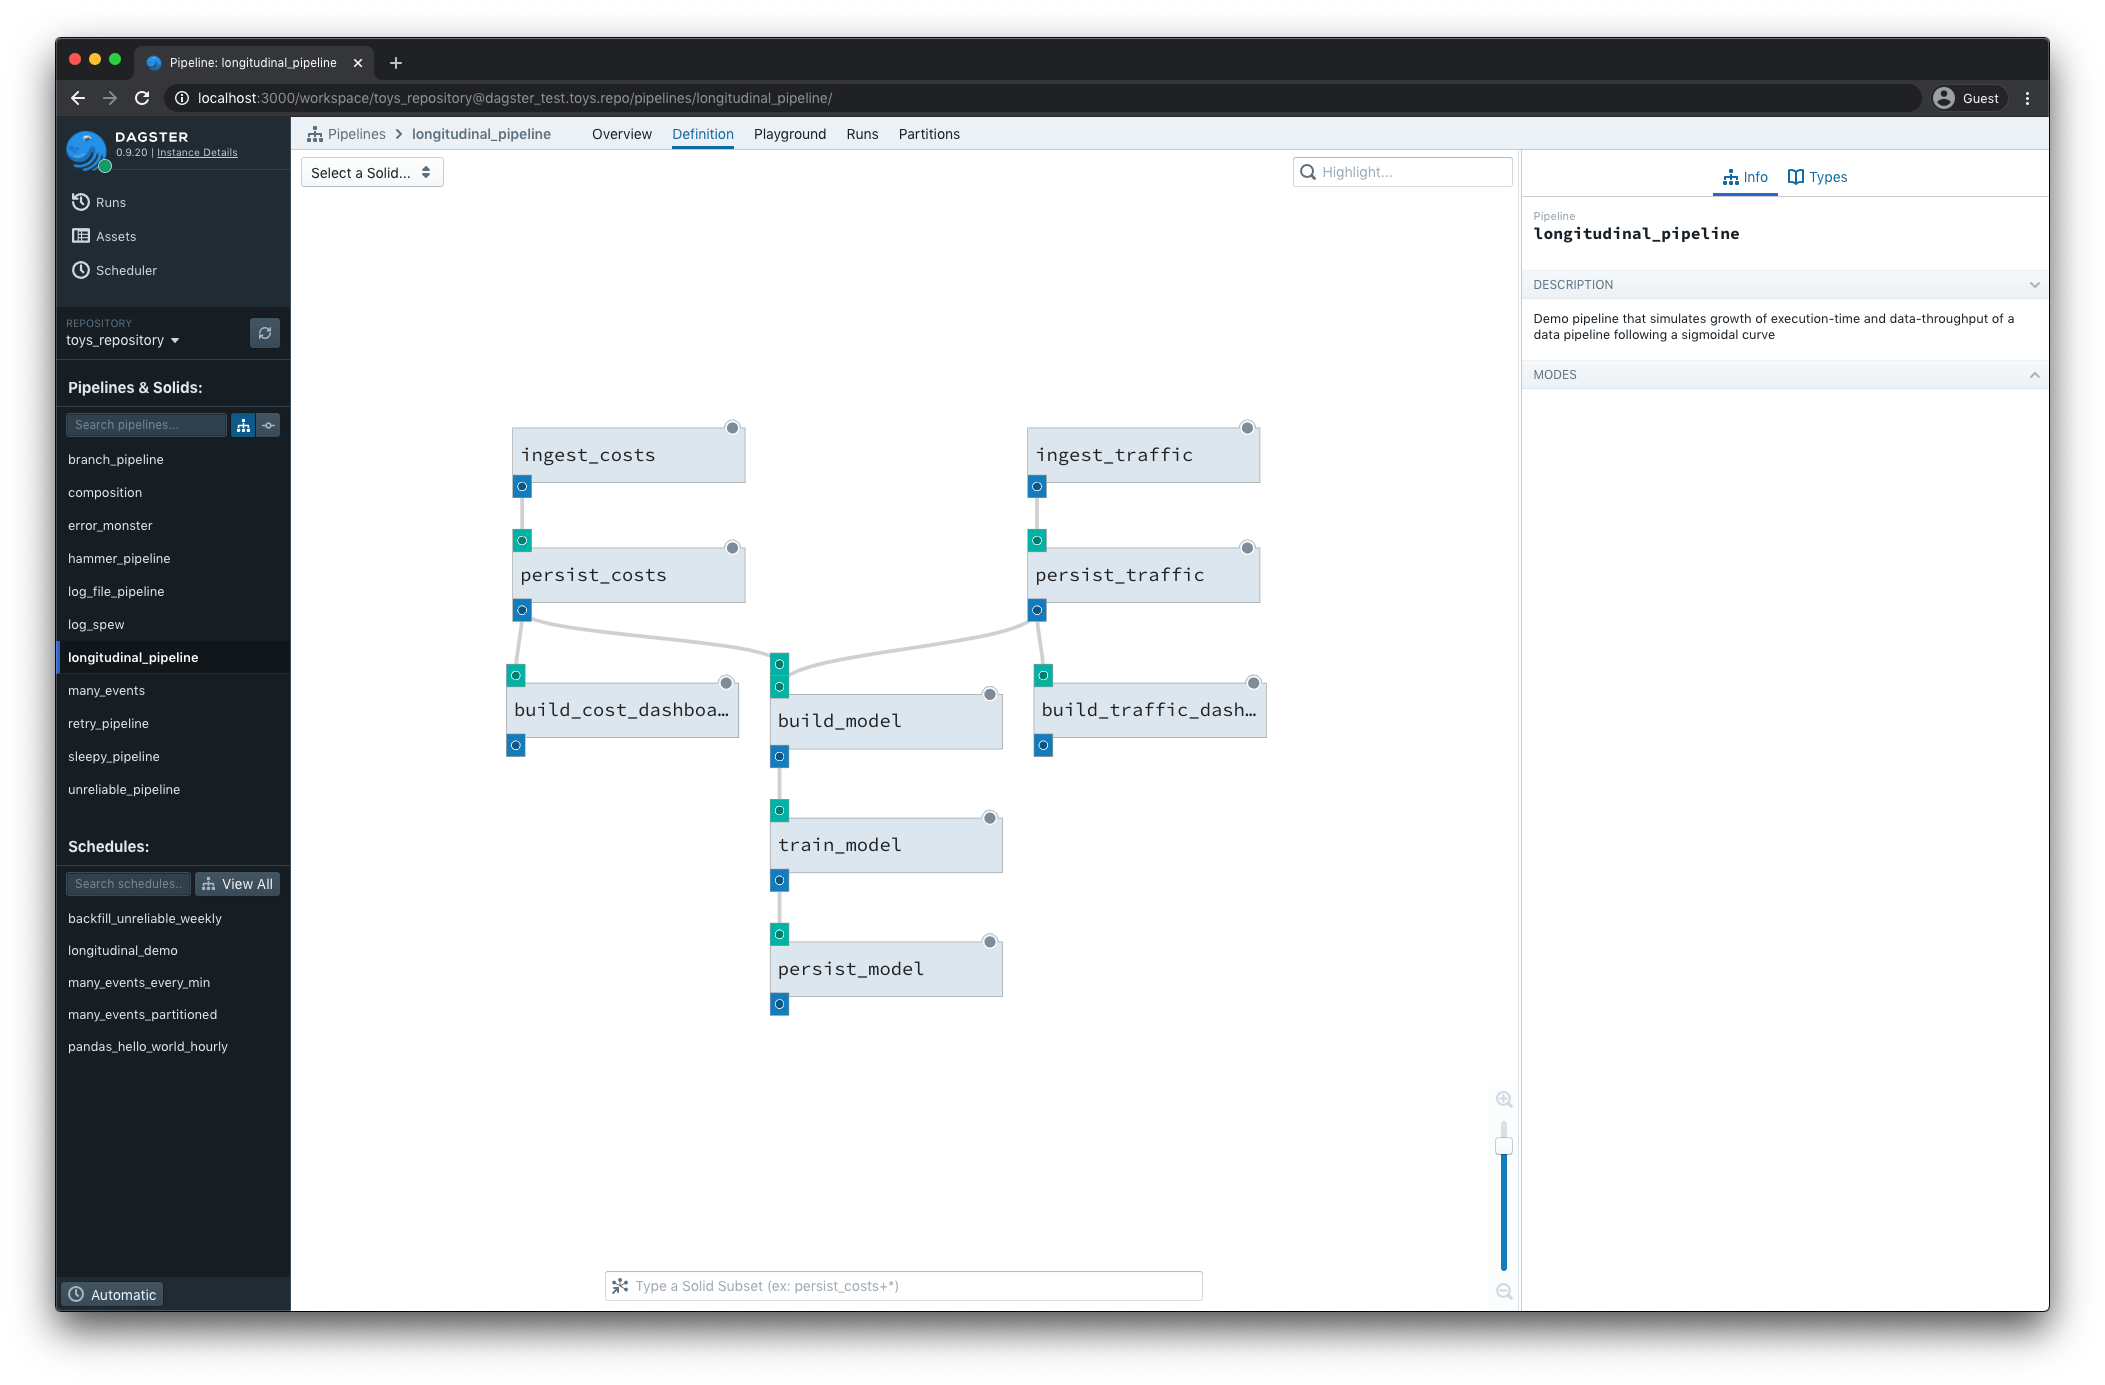 Pipeline: longitudinal_pipeline
localhost:3000/workspace/toys_repository@dagster_test.toys.repo/pipelines/longitudinal_pipeline/
Guest
DAGSTER
0.9.20 | Instance Details
Runs
Assets
Scheduler
REPOSITORY
toys_repository
Pipelines & Solids:
Search pipelines...
branch_pipeline
composition
error_monster
hammer_pipeline
log_file_pipeline
log_spew
longitudinal_pipeline
many_events
retry_pipeline
sleepy_pipeline
unreliable_pipeline
Schedules:
Search schedules..
View All
backfill_unreliable_weekly
longitudinal_demo
many_events_every_min
many_events_partitioned
pandas_hello_world_hourly
Automatic
Pipelines > longitudinal_pipeline
Overview Definition Playground Runs Partitions
Select a Solid...
Highlight...
ingest_costs
ingest_traffic
persist_costs
persist_traffic
build_cost_dashboa…
build_model
build_traffic_dash…
train_model
persist_model
Type a Solid Subset (ex: persist_costs+*)
Info
Types
Pipeline
longitudinal_pipeline
DESCRIPTION
Demo pipeline that simulates growth of execution-time and data-throughput of a
data pipeline following a sigmoidal curve
MODES